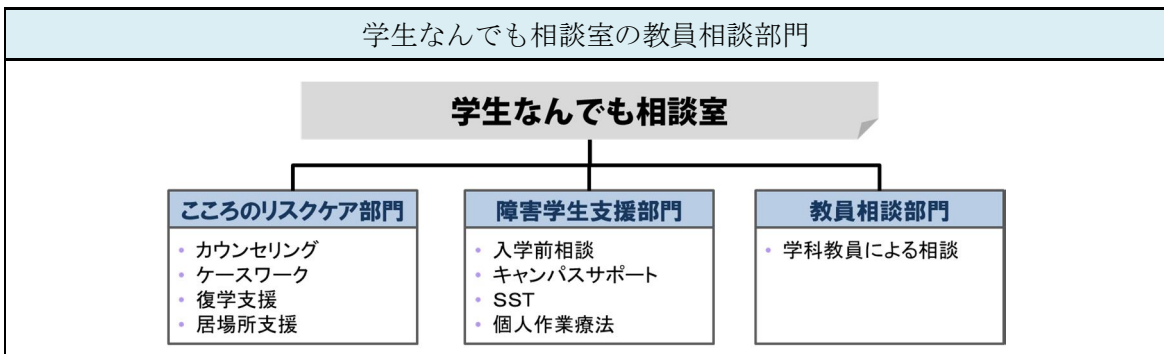 学生なんでも相談室の教員相談部門
学生なんでも相談室
こころのリスクケア部門
• カウンセリング
• ケースワーク
• 復学支援
• 居場所支援
障害学生支援部門
• 入学前相談
• キャンパスサポート
• SST
• 個人作業療法
教員相談部門
• 学科教員による相談